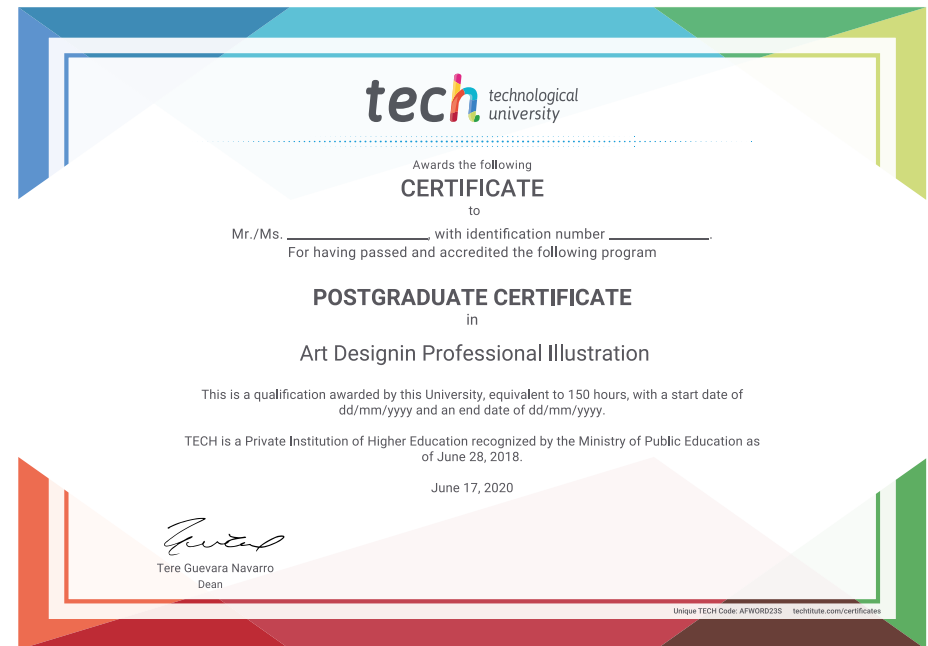 tech technological
university
Awards the following
CERTIFICATE
to
Mr./Ms. ____________________, with identification number ______________.
For having passed and accredited the following program
POSTGRADUATE CERTIFICATE
in
Art Designin Professional Illustration
This is a qualification awarded by this University, equivalent to 150 hours, with a start date of
dd/mm/yyyy and an end date of dd/mm/yyyy.
TECH is a Private Institution of Higher Education recognized by the Ministry of Public Education as
of June 28, 2018.
June 17, 2020
Tere Guevara Navarro
Dean
Unique TECH Code: AFWORD23S techtitute.com/certificates